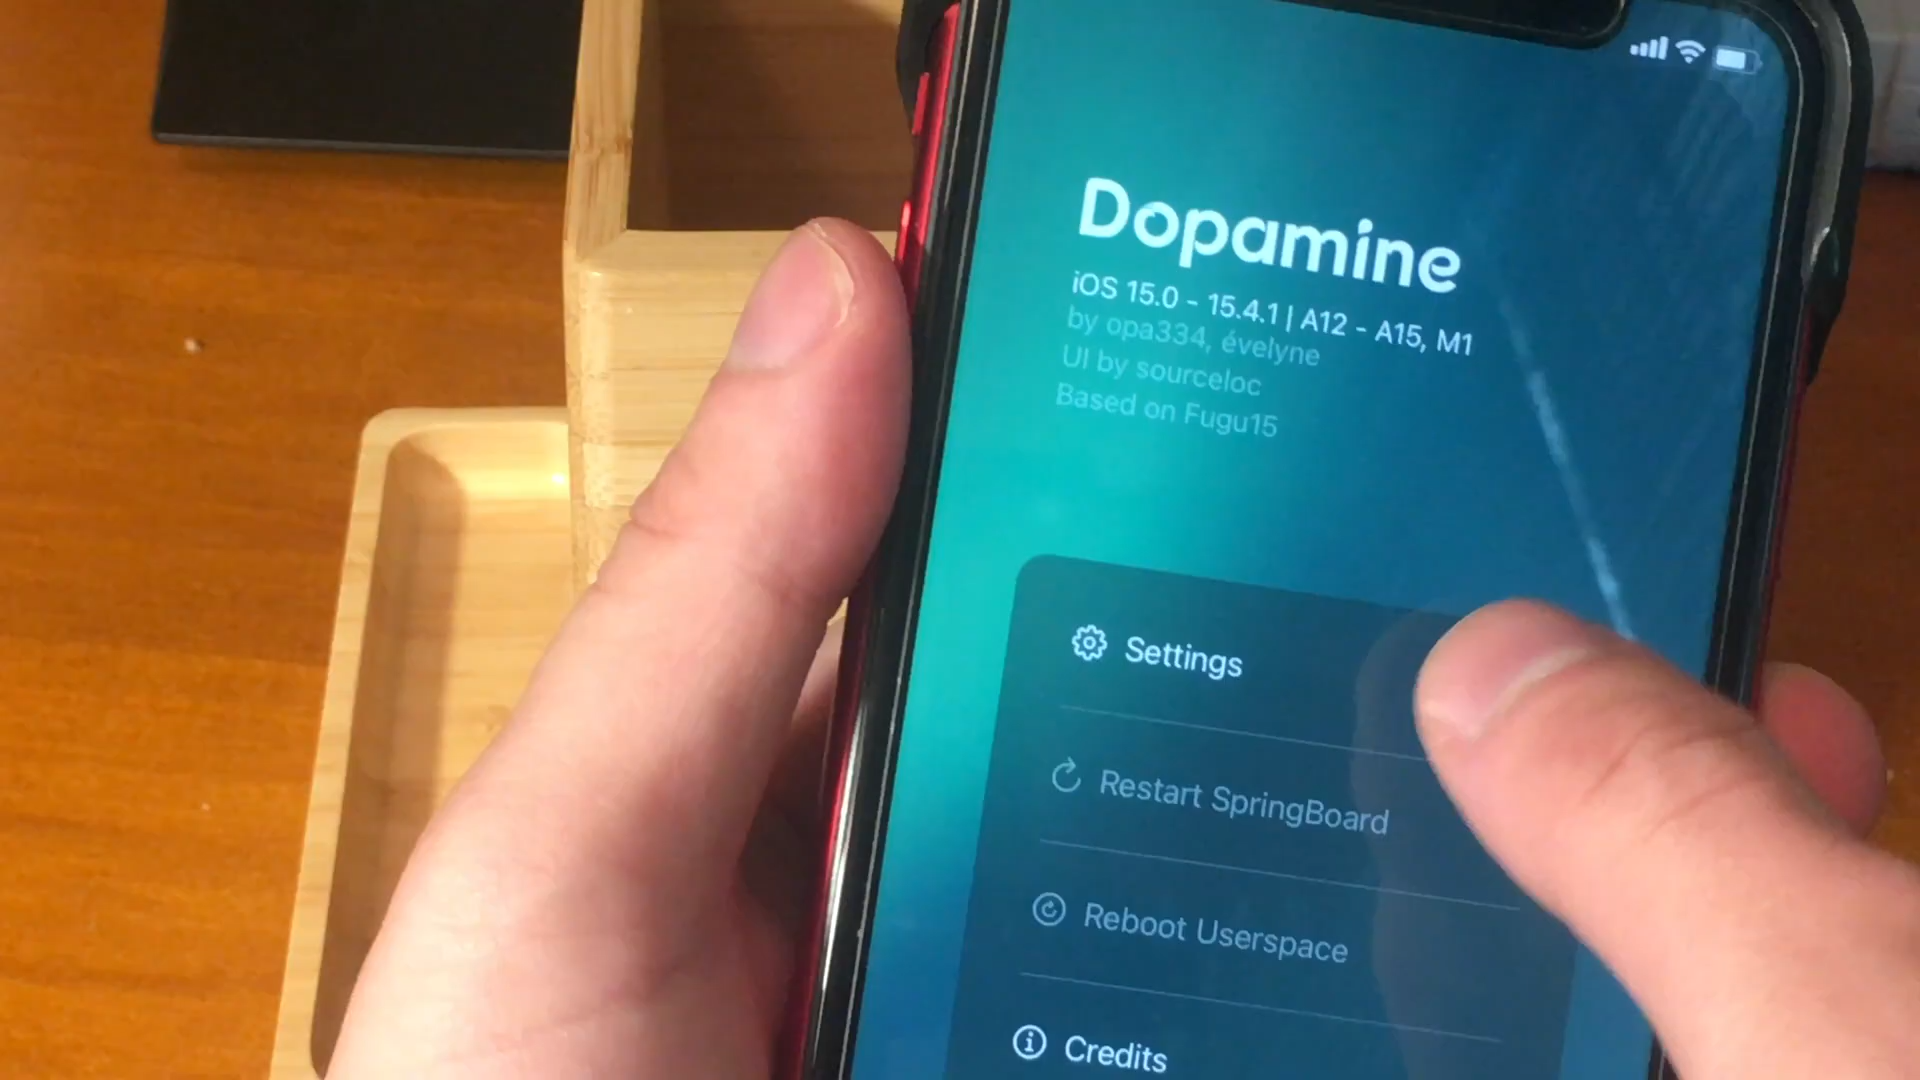 Dopamine
iOS 15.0 - 15.4.1 | A12 - A15, M1
by opa334, évelyne
UI by sourceloc
Based on Fugu15
Settings
Restart SpringBoard
Reboot Userspace
Credits